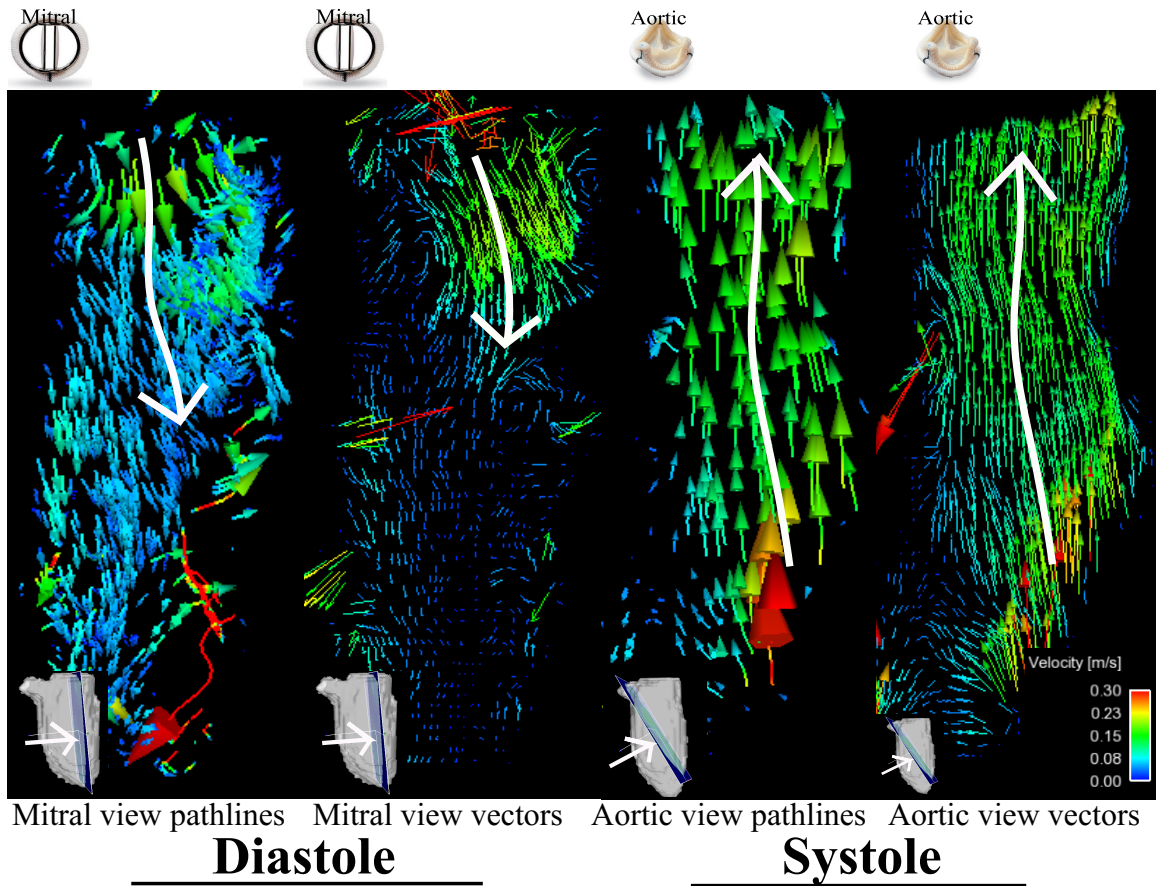 Mitral
Mitral
Aortic
Aortic
Velocity [m/s]
0.30
0.23
0.15
0.08
0.00
Mitral view pathlines
Mitral view vectors
Aortic view pathlines
Aortic view vectors
Diastole
Systole